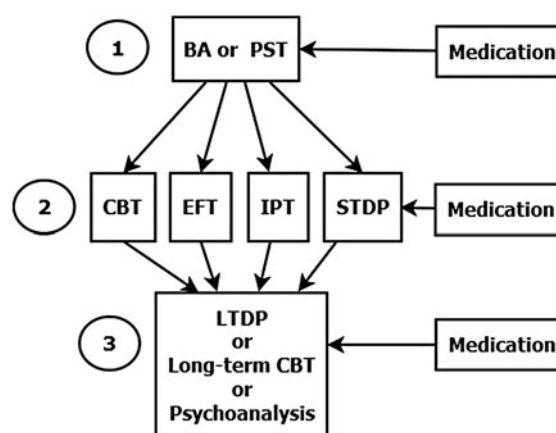 1
BA or PST
Medication
2
CBT
EFT
IPT
STDP
Medication
3
LTDP
or
Long-term CBT
or
Psychoanalysis
Medication